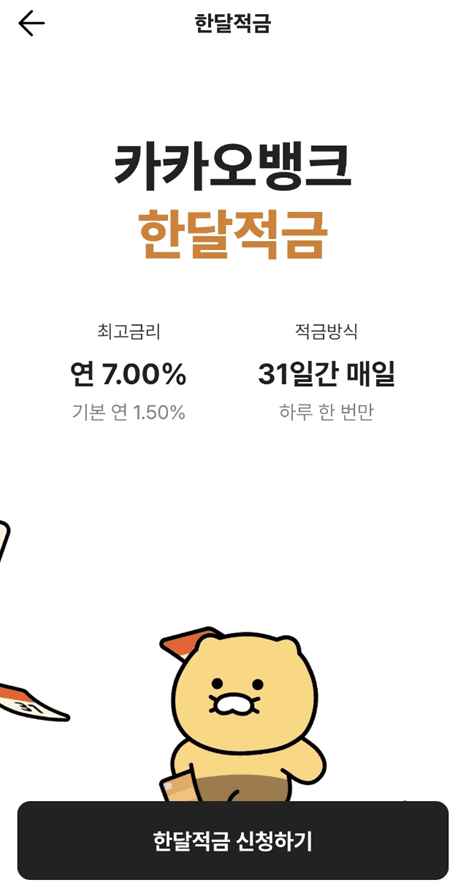 한달적금
카카오뱅크
한달적금
최고금리
연 7.00%
기본 연 1.50%
적금방식
31일간 매일
하루 한 번만
31
한달적금 신청하기